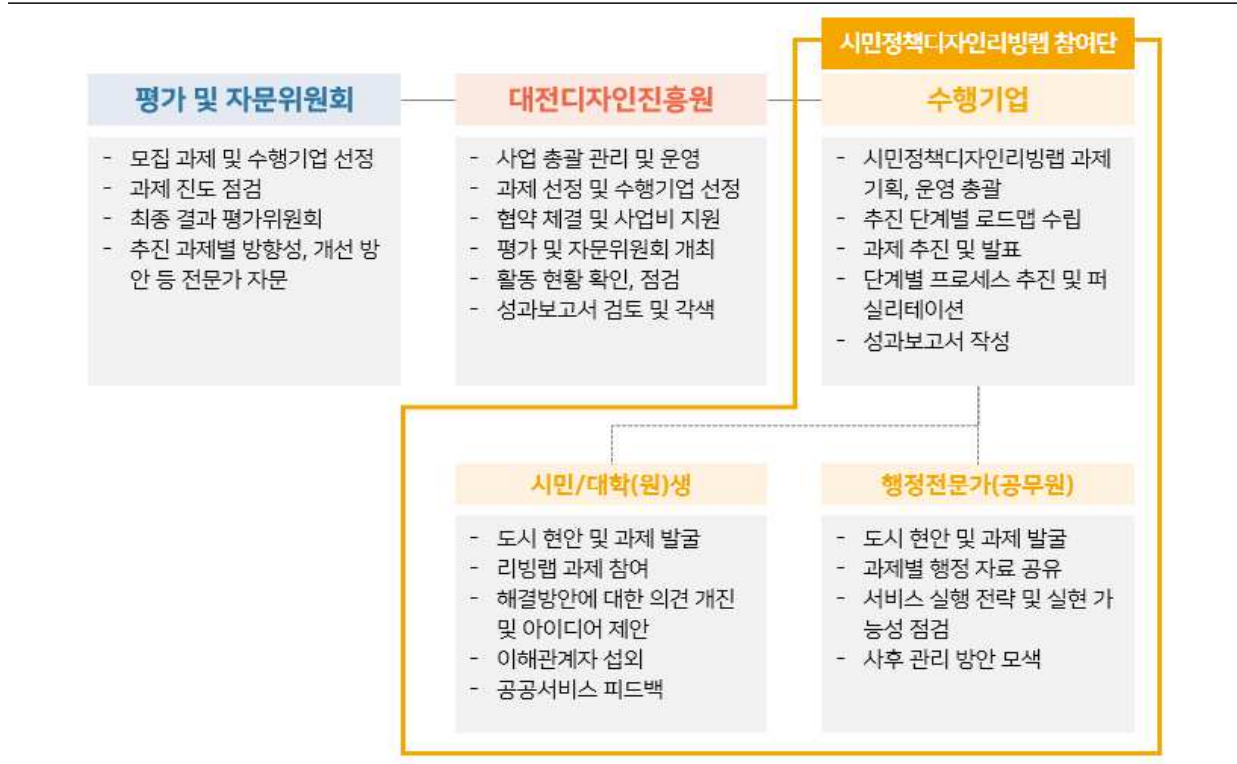 시민정책디자인리빙랩 참여단
평가 및 자문위원회
- 모집 과제 및 수행기업 선정
- 과제 진도 점검
- 최종 결과 평가위원회
- 추진 과제별 방향성, 개선 방
안 등 전문가 자문
대전디자인진흥원
- 사업 총괄 관리 및 운영
- 과제 선정 및 수행기업 선정
- 협약 체결 및 사업비 지원
- 평가 및 자문위원회 개최
- 활동 현황 확인, 점검
- 성과보고서 검토 및 각색
수행기업
- 시민정책디자인리빙랩 과제
기획, 운영 총괄
- 추진 단계별 로드맵 수립
- 과제 추진 및 발표
- 단계별 프로세스 추진 및 퍼
실리테이션
- 성과보고서 작성
시민/대학(원)생
- 도시 현안 및 과제 발굴
- 리빙랩 과제 참여
- 해결방안에 대한 의견 개진
및 아이디어 제안
- 이해관계자 섭외
- 공공서비스 피드백
행정전문가(공무원)
- 도시 현안 및 과제 발굴
- 과제별 행정 자료 공유
- 서비스 실행 전략 및 실현 가
능성 점검
- 사후 관리 방안 모색